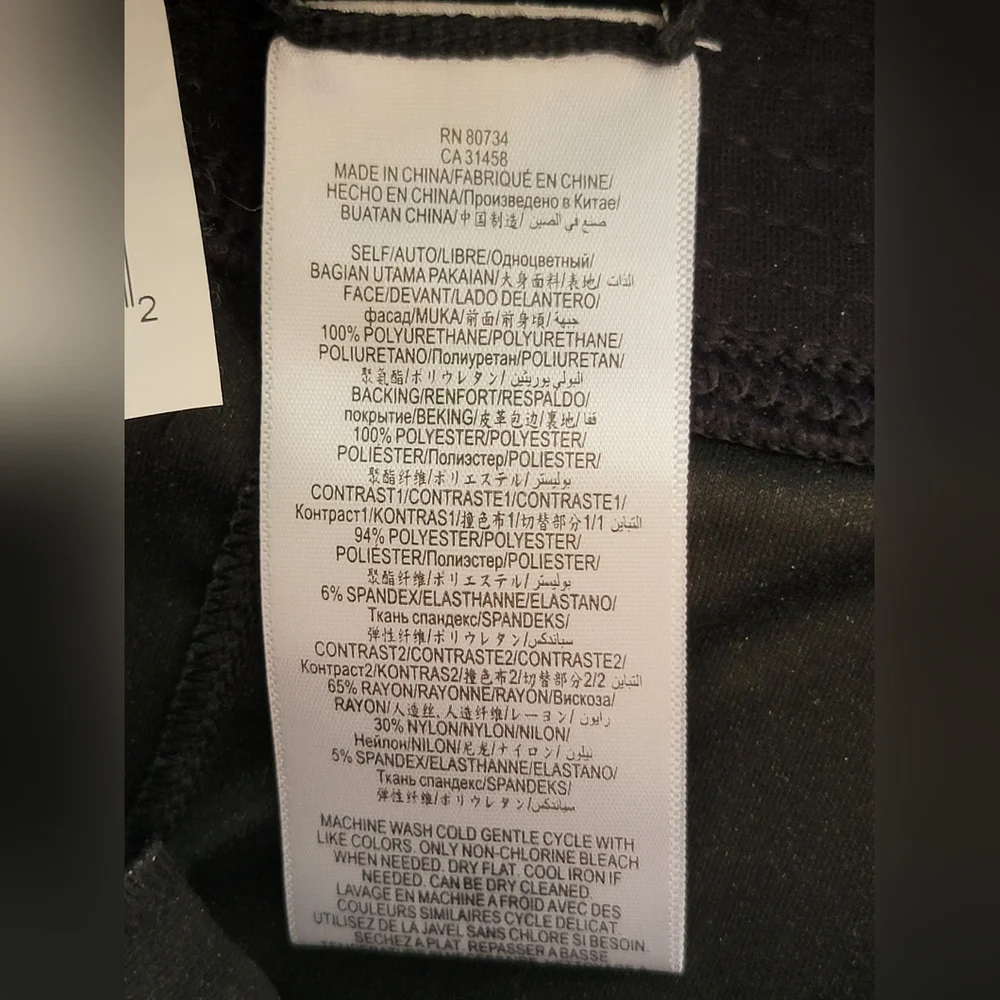 2
RN 80734
CA 31458
MADE IN CHINA/FABRIQUÉ EN CHINE/
HECHO EN CHINA/Произведено в Китае/
BUATAN CHINA/中国制造/ صنع في الصين
SELF/AUTO/LIBRE/Одноцветный/
BAGIAN UTAMA PAKAIAN/大身面料/表地/ الذات
FACE/DEVANT/LADO DELANTERO/
фасад/MUKA/前面/前身頃/ جبهة
100% POLYURETHANE/POLYURETHANE/
POLIURETANO/Полиуретан/POLIURETAN/
聚氨酯/ポリウレタン/ البولي يوريثين
BACKING/RENFORT/RESPALDO/
покрытие/BEKING/皮革包边/裏地/ قفا
100% POLYESTER/POLYESTER/
POLIÉSTER/Полиэстер/POLIESTER/
聚酯纤维/ポリエステル/ بوليستر
CONTRAST1/CONTRASTE1/CONTRASTE1/
Контраст1/KONTRAS1/撞色布1/切替部分1/1 التباين
94% POLYESTER/POLYESTER/
POLIÉSTER/Полиэстер/POLIESTER/
聚酯纤维/ポリエステル/ بوليستر
6% SPANDEX/ELASTHANNE/ELASTANO/
Ткань спандекс/SPANDEKS/
弹性纤维/ポリウレタン/ سباندكس
CONTRAST2/CONTRASTE2/CONTRASTE2/
Контраст2/KONTRAS2/撞色布2/切替部分2/2 التباين
65% RAYON/RAYONNE/RAYÓN/Вискоза/
RAYON/人造丝, 人造纤维/レーヨン/ رايون
30% NYLON/NYLON/NILON/
Нейлон/NILON/尼龙/ナイロン/ نيلون
5% SPANDEX/ELASTHANNE/ELASTANO/
Ткань спандекс/SPANDEKS/
弹性纤维/ポリウレタン/ سباندكس
MACHINE WASH COLD GENTLE CYCLE WITH
LIKE COLORS. ONLY NON-CHLORINE BLEACH
WHEN NEEDED. DRY FLAT. COOL IRON IF
NEEDED. CAN BE DRY CLEANED.
LAVAGE EN MACHINE A FROID AVEC DES
COULEURS SIMILAIRES CYCLE DELICAT.
UTILISEZ DE LA JAVEL SANS CHLORE SI BESOIN.
SECHEZ A PLAT. REPASSER A BASSE